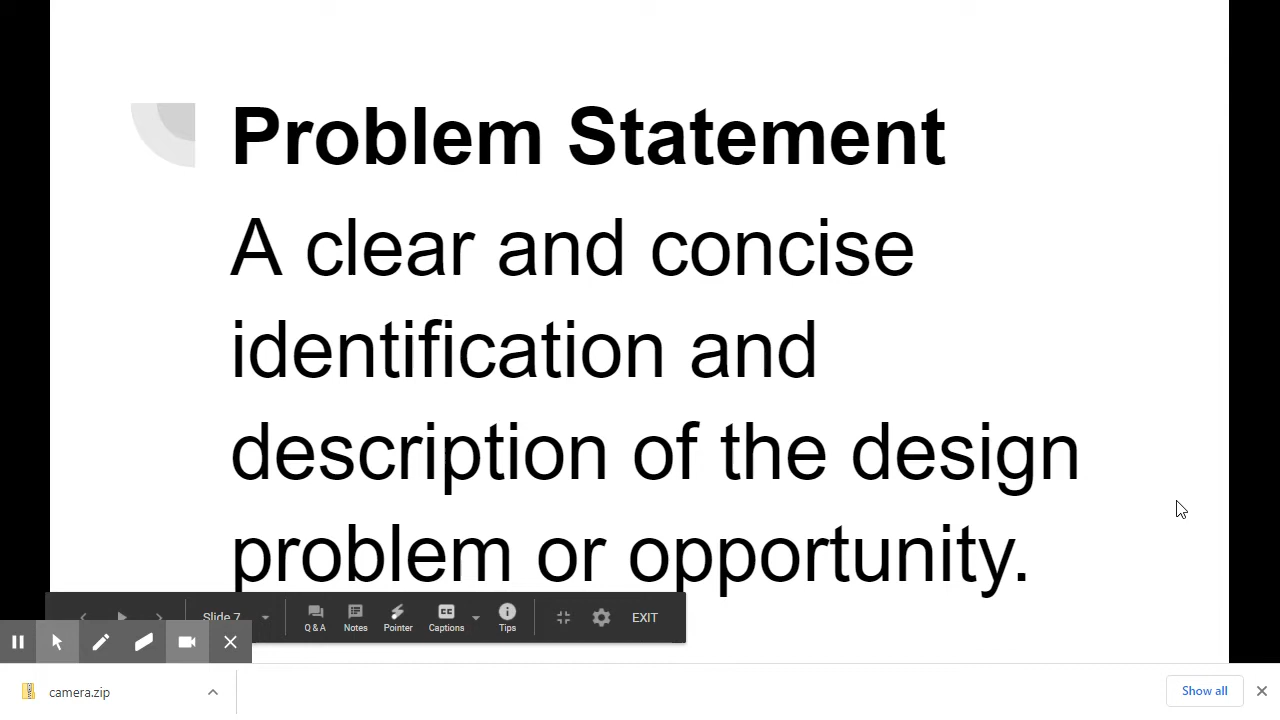 Problem Statement
A clear and concise
identification and
description of the design
problem or opportunity.
Slide 7
Q & A
Notes
Pointer
CC
Captions
Tips
EXIT
camera.zip
Show all